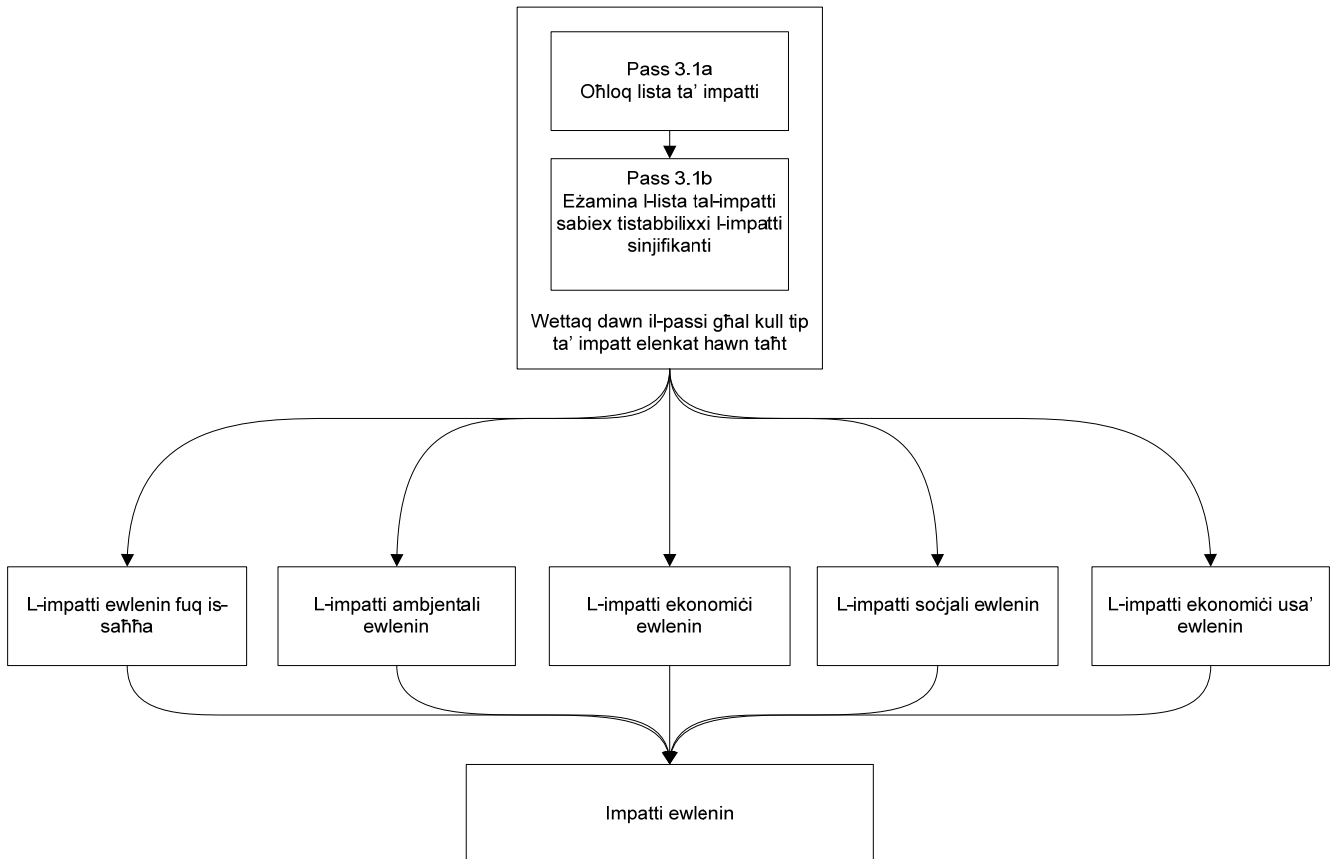 Pass 3.1a
Oħloq lista ta’ impatti
Pass 3.1b
Eżamina l-lista tal-impatti
sabiex tistabbilixxi l-impatti
sinjifikanti
Wettaq dawn il-passi għal kull tip
ta’ impatt elenkat hawn taħt
L-impatti ewlenin fuq is-
saħħa
L-impatti ambjentali
ewlenin
L-impatti ekonomiċi
ewlenin
L-impatti soċjali ewlenin
L-impatti ekonomiċi usa’
ewlenin
Impatti ewlenin